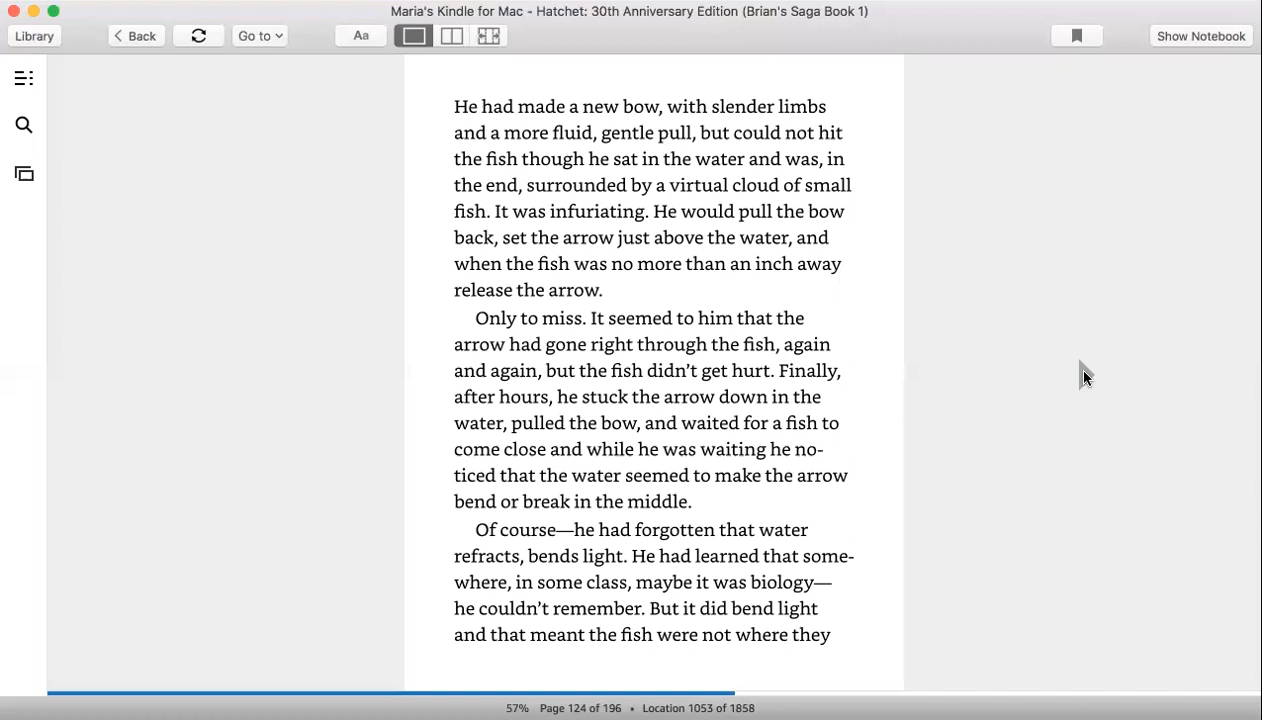 Maria's Kindle for Mac - Hatchet: 30th Anniversary Edition (Brian's Saga Book 1)
Library
Back
Go to
Aa
Show Notebook
He had made a new bow, with slender limbs
and a more fluid, gentle pull, but could not hit
the fish though he sat in the water and was, in
the end, surrounded by a virtual cloud of small
fish. It was infuriating. He would pull the bow
back, set the arrow just above the water, and
when the fish was no more than an inch away
release the arrow.
Only to miss. It seemed to him that the
arrow had gone right through the fish, again
and again, but the fish didn’t get hurt. Finally,
after hours, he stuck the arrow down in the
water, pulled the bow, and waited for a fish to
come close and while he was waiting he no-
ticed that the water seemed to make the arrow
bend or break in the middle.
Of course—he had forgotten that water
refracts, bends light. He had learned that some-
where, in some class, maybe it was biology—
he couldn’t remember. But it did bend light
and that meant the fish were not where they
57% Page 124 of 196 • Location 1053 of 1858